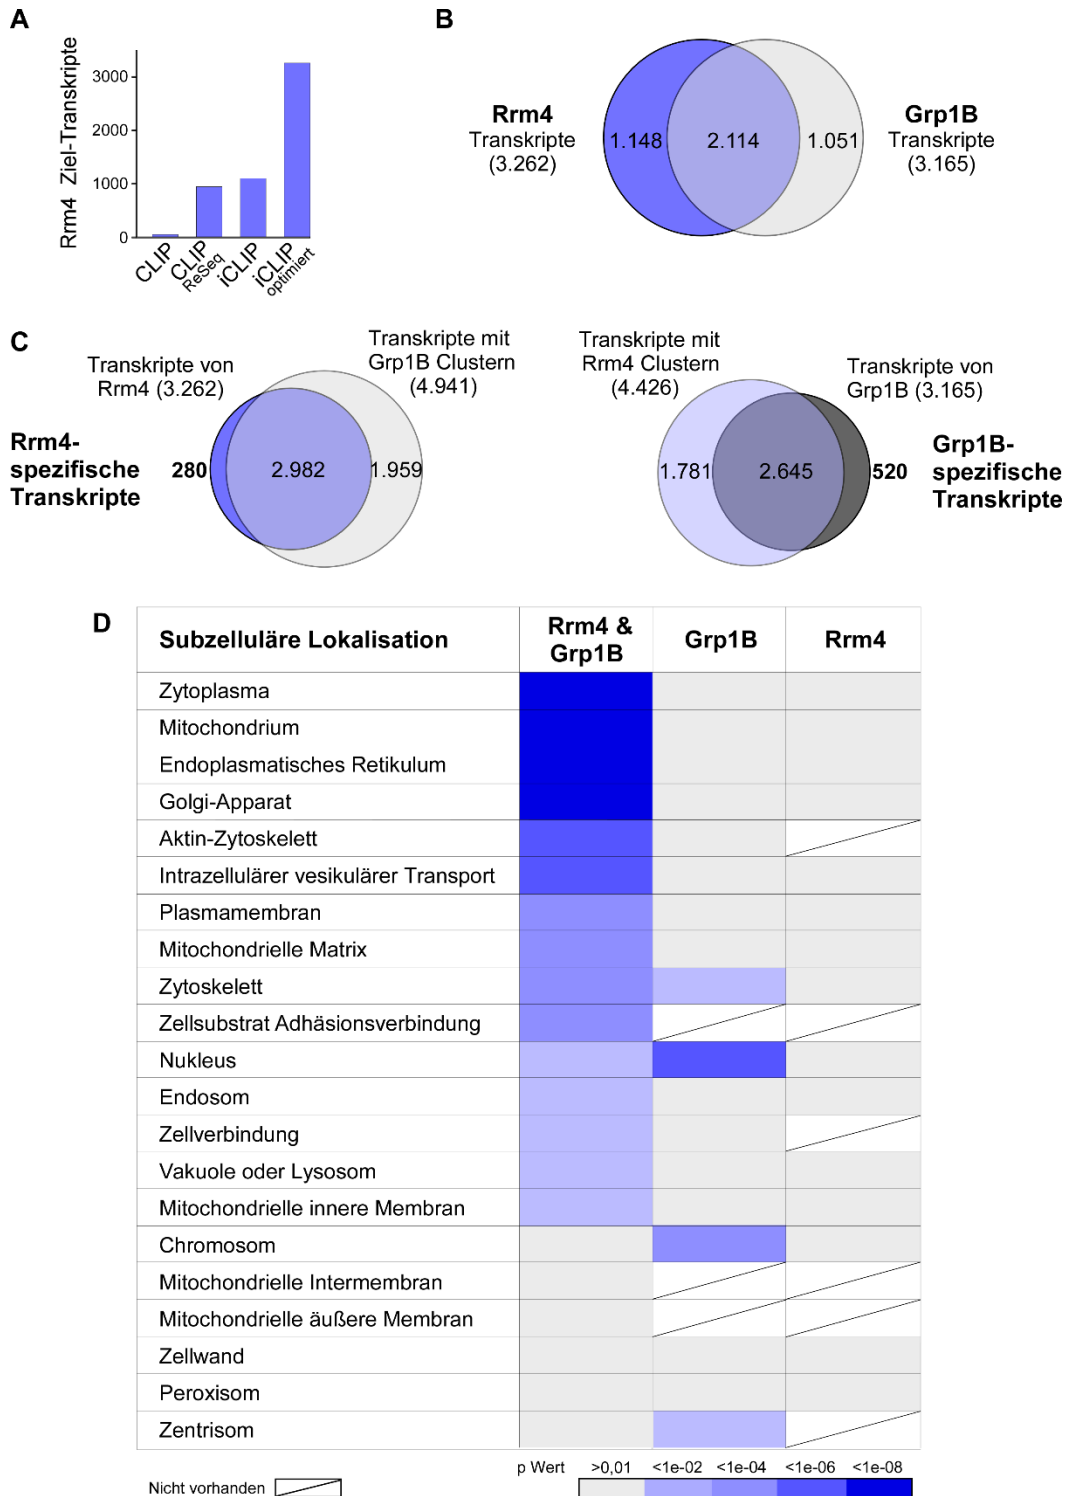 A
Rrm4 Ziel-Transkripte
3000
2000
1000
0
CLIP
CLIP
ReSeq
iCLIP
iCLIP
optimiert
B
Rrm4
Transkripte
(3.262)
1.148
2.114
1.051
Grp1B
Transkripte
(3.165)
C
Transkripte von
Rrm4 (3.262)
Transkripte mit
Grp1B Clustern
(4.941)
Rrm4-
spezifische
Transkripte
280
2.982
1.959
Transkripte mit
Rrm4 Clustern
(4.426)
Transkripte von
Grp1B (3.165)
1.781
2.645
520
Grp1B-
spezifische
Transkripte
D
Subzelluläre Lokalisation
Rrm4 &
Grp1B
Grp1B
Rrm4
Zytoplasma
Mitochondrium
Endoplasmatisches Retikulum
Golgi-Apparat
Aktin-Zytoskelett
Intrazellulärer vesikulärer Transport
Plasmamembran
Mitochondrielle Matrix
Zytoskelett
Zellsubstrat Adhäsionsverbindung
Nukleus
Endosom
Zellverbindung
Vakuole oder Lysosom
Mitochondrielle innere Membran
Chromosom
Mitochondrielle Intermembran
Mitochondrielle äußere Membran
Zellwand
Peroxisom
Zentrisom
Nicht vorhanden
p Wert >0,01 <1e-02 <1e-04 <1e-06 <1e-08